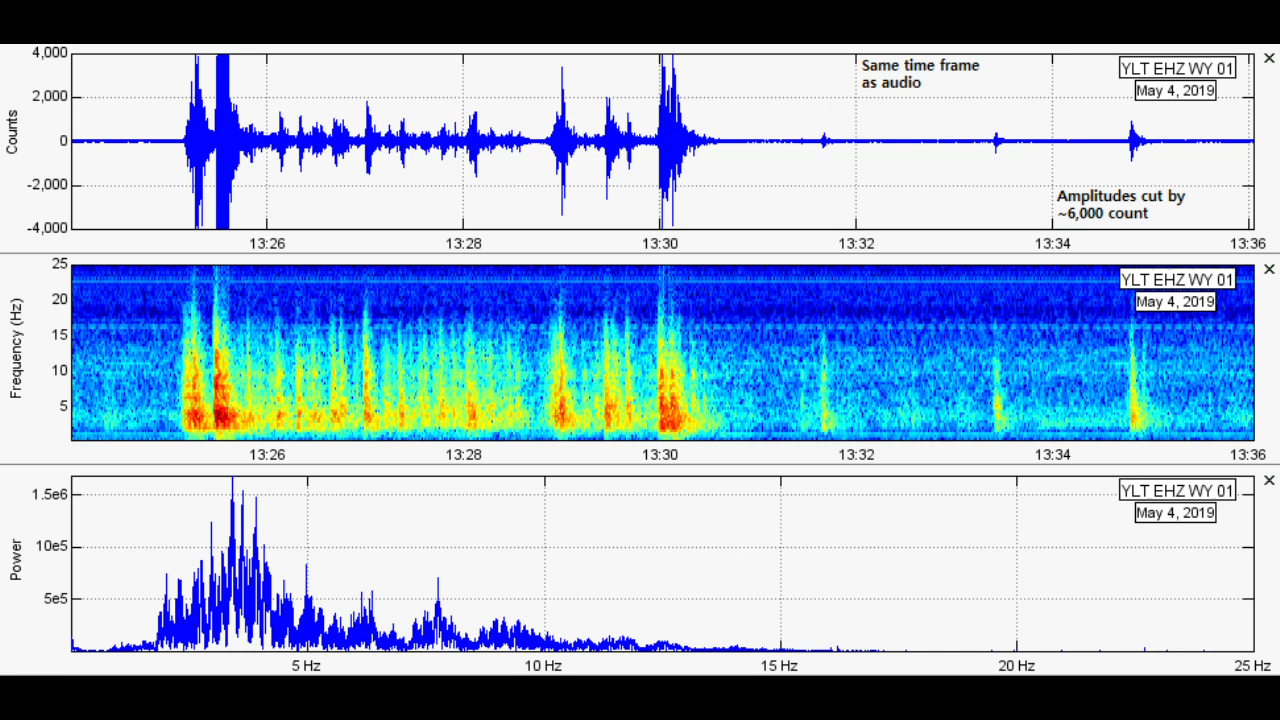 4,000
2,000
0
-2,000
-4,000
Counts
Same time frame
as audio
YLT EHZ WY 01
May 4, 2019
×
Amplitudes cut by
~6,000 count
13:26
13:28
13:30
13:32
13:34
13:36
25
20
15
10
5
Frequency (Hz)
YLT EHZ WY 01
May 4, 2019
×
13:26
13:28
13:30
13:32
13:34
13:36
1.5e6
10e5
5e5
Power
YLT EHZ WY 01
May 4, 2019
×
5 Hz
10 Hz
15 Hz
20 Hz
25 Hz